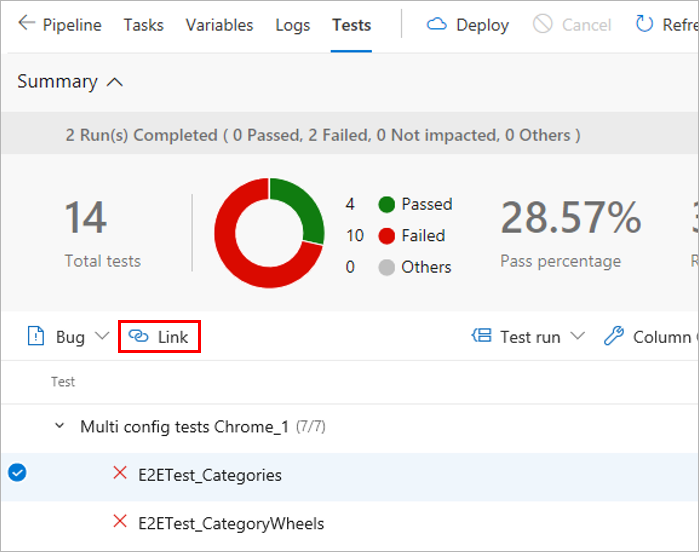 Pipeline Tasks Variables Logs Tests Deploy Cancel
Summary
2 Run(s) Completed ( 0 Passed, 2 Failed, 0 Not impacted, 0 Others )
14
Total tests
4 Passed
10 Failed
0 Others
28.57%
Pass percentage
Bug Link Test run Column
Test
Multi config tests Chrome_1 (7/7)
E2ETest_Categories
E2ETest_CategoryWheels